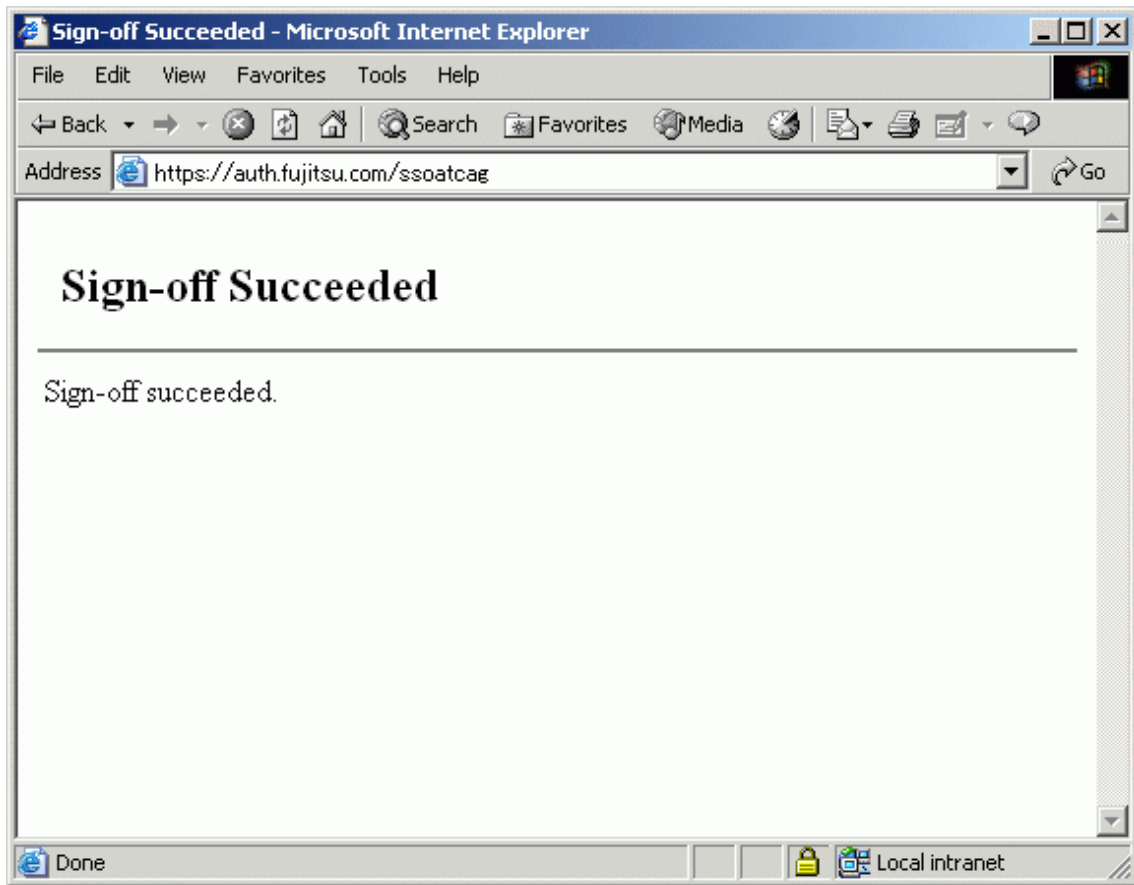 Sign-off Succeeded - Microsoft Internet Explorer
File Edit View Favorites Tools Help
Back Search Favorites Media
Address https://auth.fujitsu.com/ssoatcag Go
Sign-off Succeeded
Sign-off succeeded.
Done Local intranet